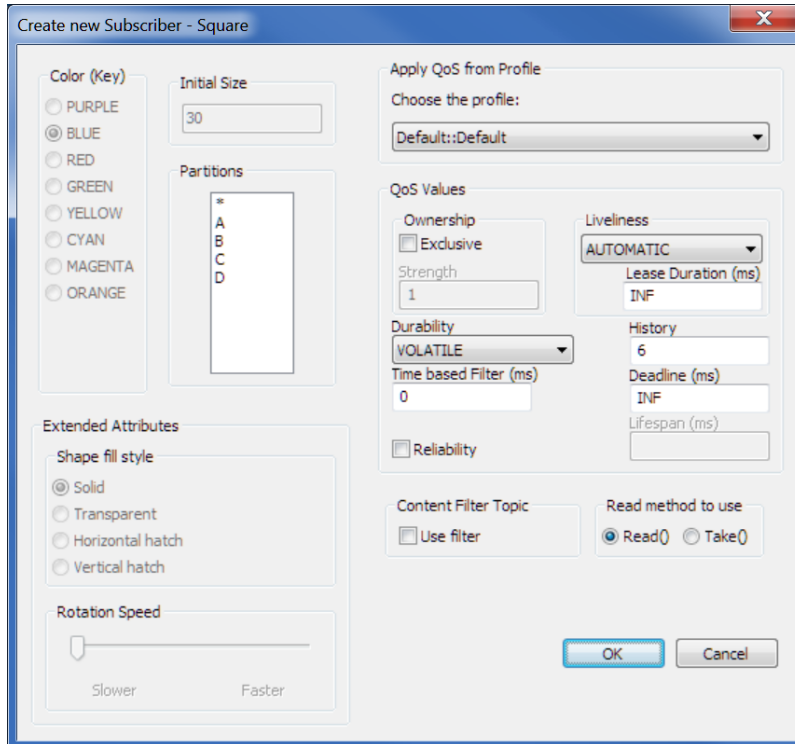 Create new Subscriber - Square
Color (Key)
PURPLE
BLUE
RED
GREEN
YELLOW
CYAN
MAGENTA
ORANGE
Initial Size
30
Partitions
*
A
B
C
D
Extended Attributes
Shape fill style
Solid
Transparent
Horizontal hatch
Vertical hatch
Rotation Speed
Slower
Faster
Apply QoS from Profile
Choose the profile:
Default::Default
QoS Values
Ownership
Exclusive
Strength
1
Liveliness
AUTOMATIC
Lease Duration (ms)
INF
Durability
VOLATILE
Time based Filter (ms)
0
Reliability
History
6
Deadline (ms)
INF
Lifespan (ms)
Content Filter Topic
Use filter
Read method to use
Read()
Take()
OK
Cancel